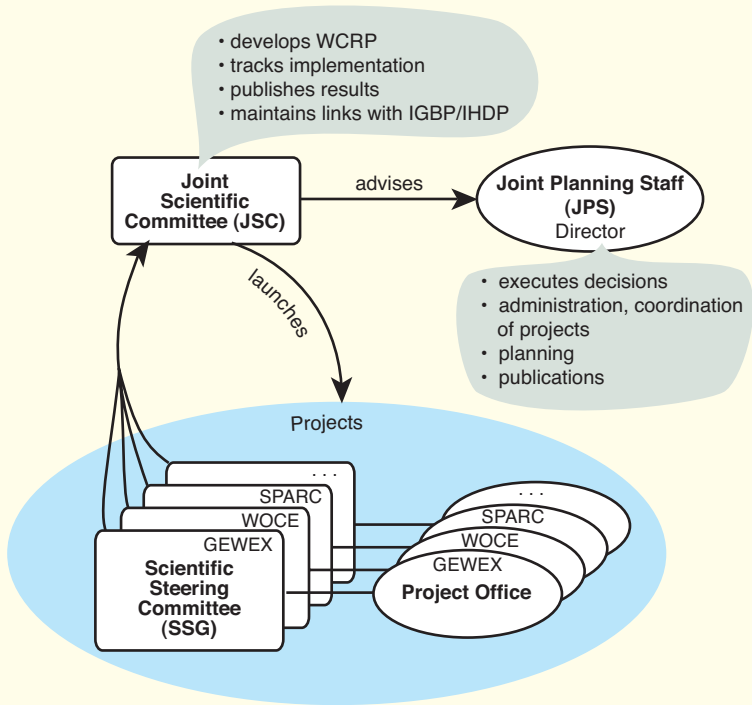 • develops WCRP
• tracks implementation
• publishes results
• maintains links with IGBP/IHDP
Joint
Scientific
Committee (JSC)
advises
Joint Planning Staff
(JPS)
Director
• executes decisions
• administration, coordination
of projects
• planning
• publications
launches
Projects
. . .
SPARC
WOCE
GEWEX
Scientific
Steering
Committee
(SSG)
. . .
SPARC
WOCE
GEWEX
Project Office